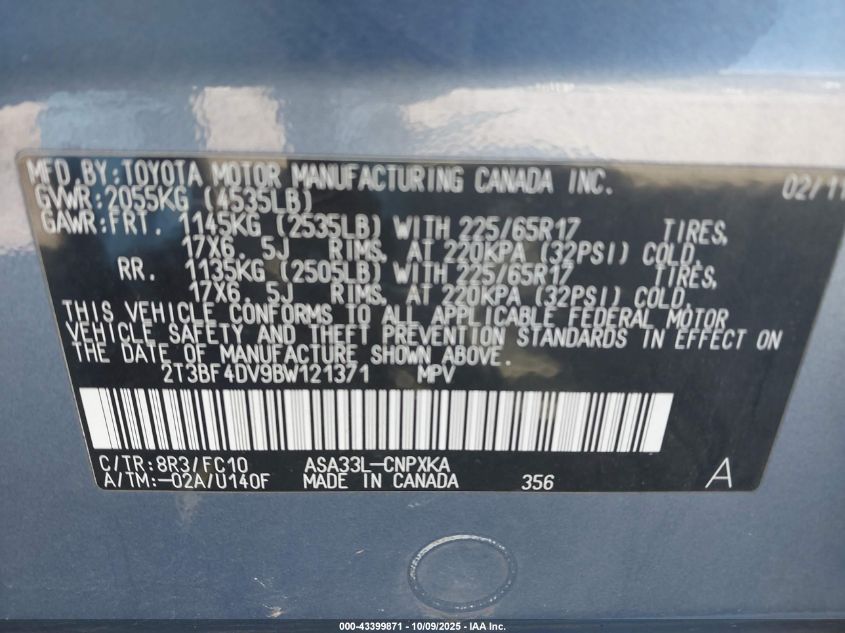 MFD.BY:TOYOTA MOTOR MANUFACTURING CANADA INC. 02/11
GVWR:2055KG (4535LB)
GAWR:FRT. 1145KG (2535LB) WITH 225/65R17 TIRES,
17X6.5J RIMS, AT 220KPA (32PSI) COLD.
RR. 1135KG (2505LB) WITH 225/65R17 TIRES,
17X6.5J RIMS, AT 220KPA (32PSI) COLD.
THIS VEHICLE CONFORMS TO ALL APPLICABLE FEDERAL MOTOR
VEHICLE SAFETY AND THEFT PREVENTION STANDARDS IN EFFECT ON
THE DATE OF MANUFACTURE SHOWN ABOVE.
2T3BF4DV9BW121371 MPV
C/TR:8R3/FC10 ASA33L-CNPXKA
A/TM:-02A/U140F MADE IN CANADA 356 A
000-43399871 - 10/09/2025 - IAA Corp.